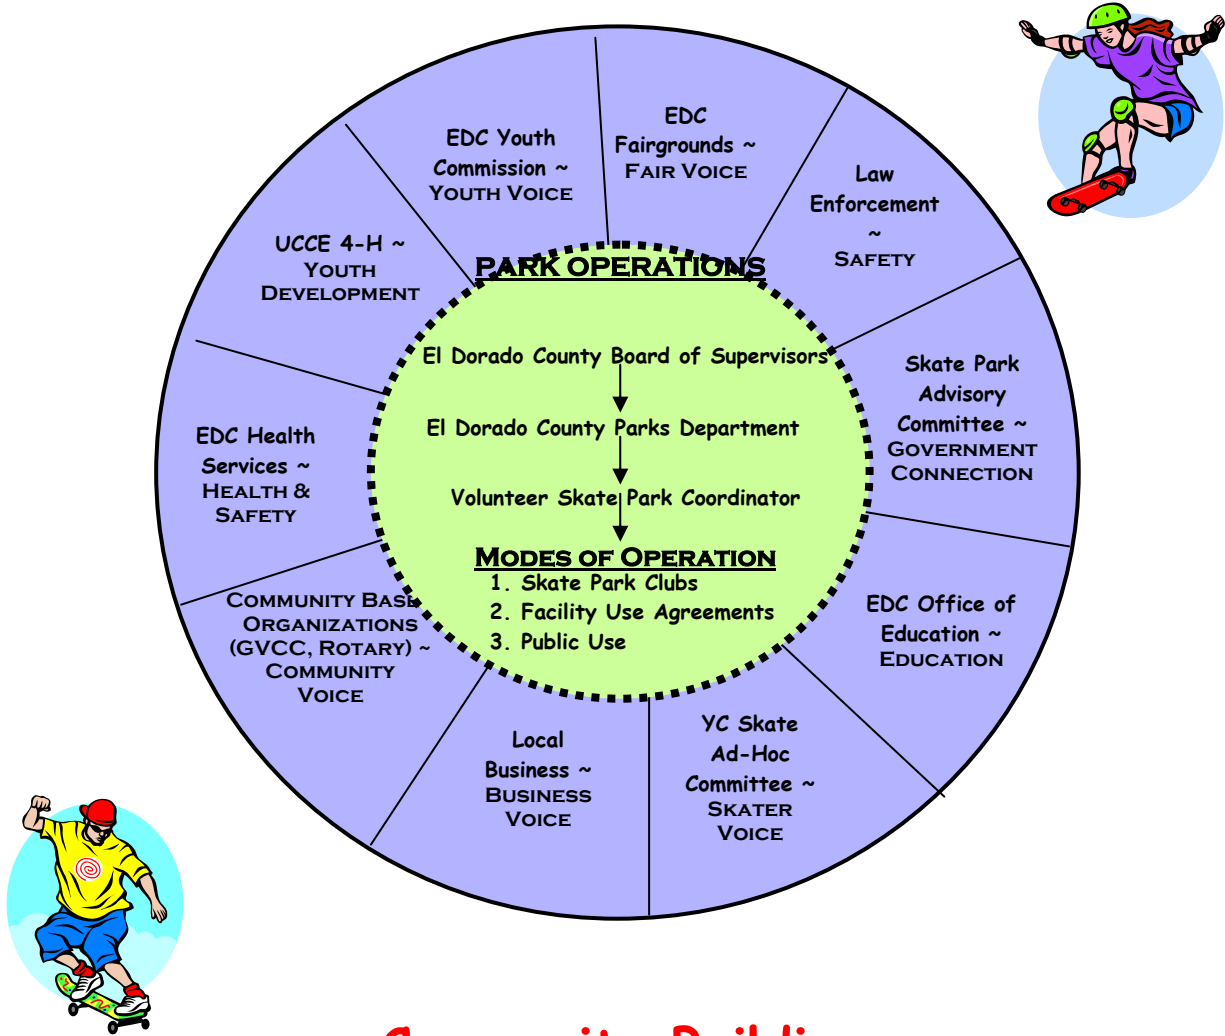 EDC
Fairgrounds ~
FAIR VOICE
Law
Enforcement
~
SAFETY
Skate Park
Advisory
Committee ~
GOVERNMENT
CONNECTION
EDC Office of
Education ~
EDUCATION
YC Skate
Ad-Hoc
Committee ~
SKATER
VOICE
Local
Business ~
BUSINESS
VOICE
COMMUNITY BASE
ORGANIZATIONS
(GVCC, ROTARY) ~
COMMUNITY
VOICE
EDC Health
Services ~
HEALTH &
SAFETY
UCCE 4-H ~
YOUTH
DEVELOPMENT
EDC Youth
Commission ~
YOUTH VOICE
PARK OPERATIONS
El Dorado County Board of Supervisors
El Dorado County Parks Department
Volunteer Skate Park Coordinator
MODES OF OPERATION
1. Skate Park Clubs
2. Facility Use Agreements
3. Public Use